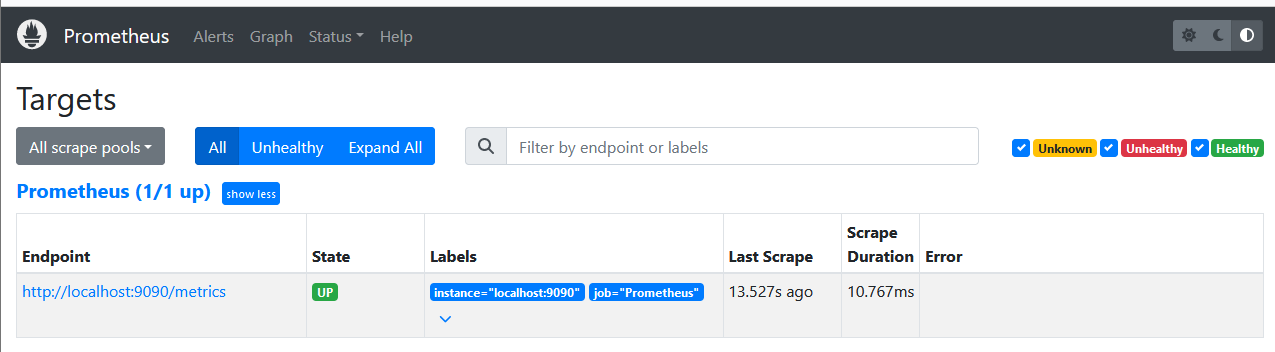 Prometheus Alerts Graph Status Help
Targets
All scrape pools All Unhealthy Expand All Filter by endpoint or labels Unknown Unhealthy Healthy
Prometheus (1/1 up) show less
Endpoint State Labels Last Scrape Scrape Duration Error
http://localhost:9090/metrics UP instance="localhost:9090" job="Prometheus" 13.527s ago 10.767ms